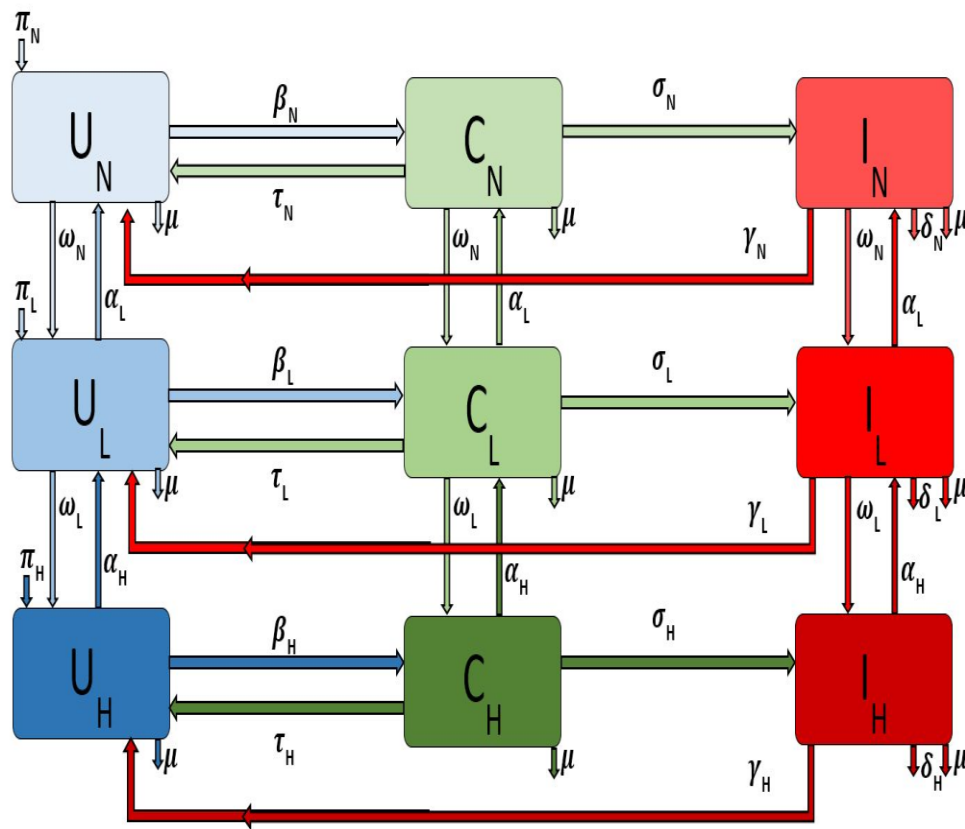 π_N
β_N
σ_N
U_N
C_N
I_N
τ_N
ω_N
μ
ω_N
μ
γ_N
ω_N
δ_N
μ
π_L
α_L
α_L
α_L
β_L
σ_L
U_L
C_L
I_L
τ_L
ω_L
μ
ω_L
μ
γ_L
ω_L
δ_L
μ
π_H
α_H
α_H
α_H
β_H
σ_H
U_H
C_H
I_H
τ_H
μ
μ
γ_H
δ_H
μ